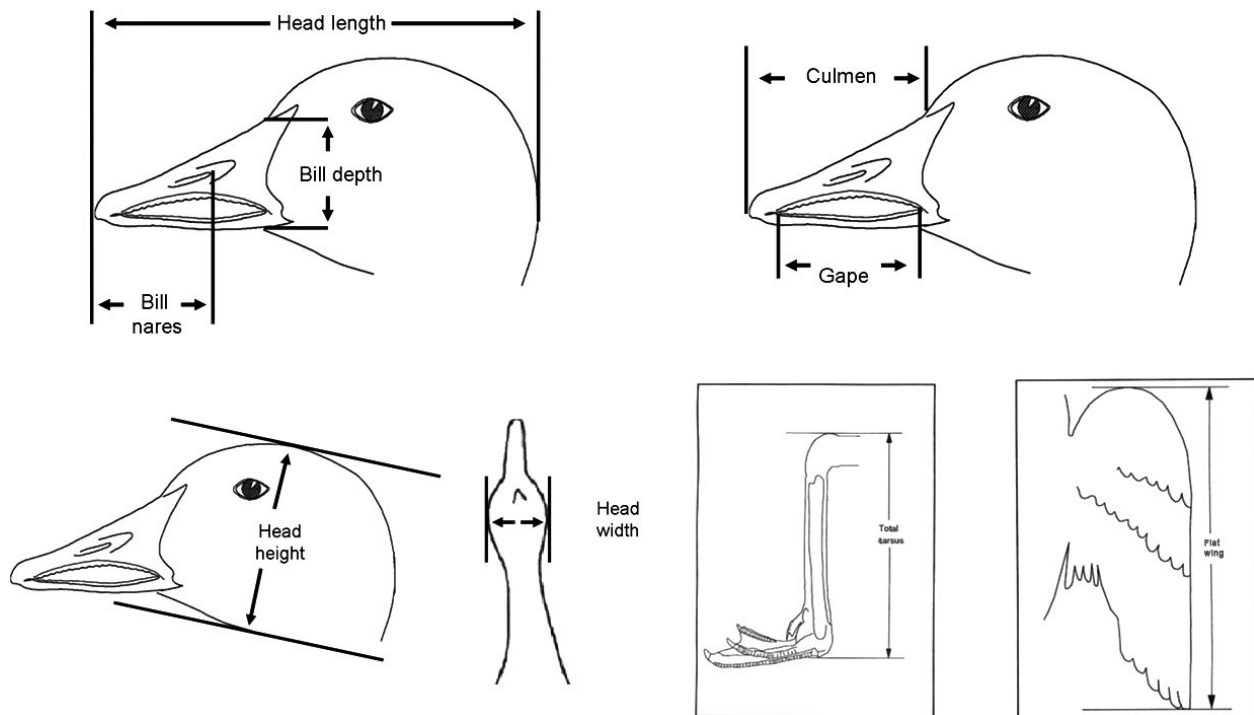 Head length
Culmen
Bill depth
Bill
nares
Gape
Head
height
Head
width
Total
tarsus
Flat
wing